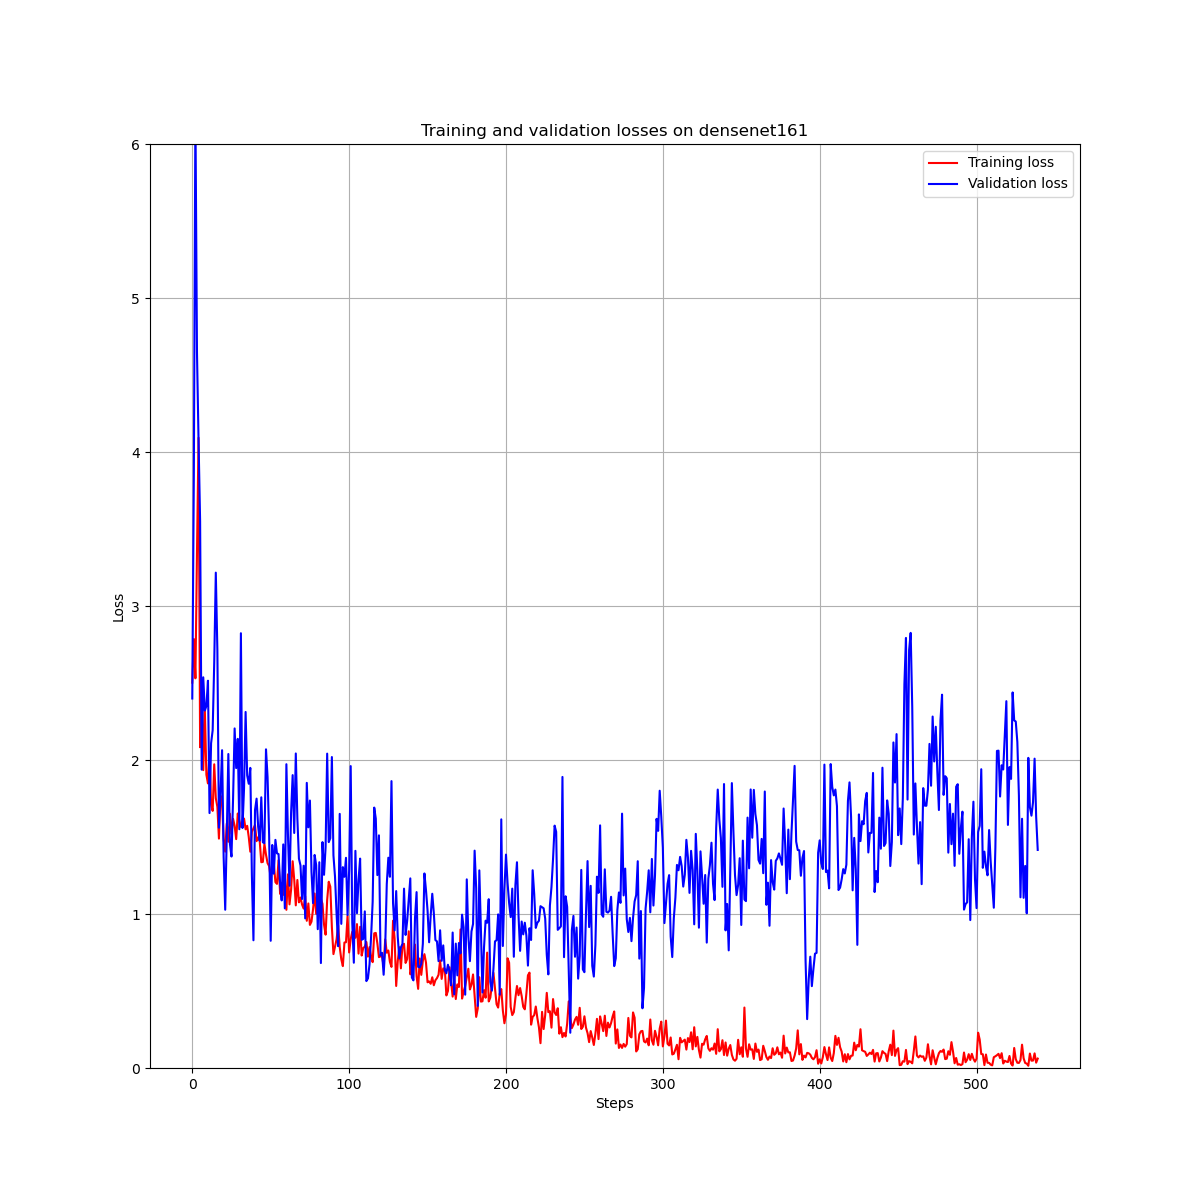 Training and validation losses on densenet161
Training loss
Validation loss
6
5
4
3
2
1
0
Loss
0 100 200 300 400 500
Steps